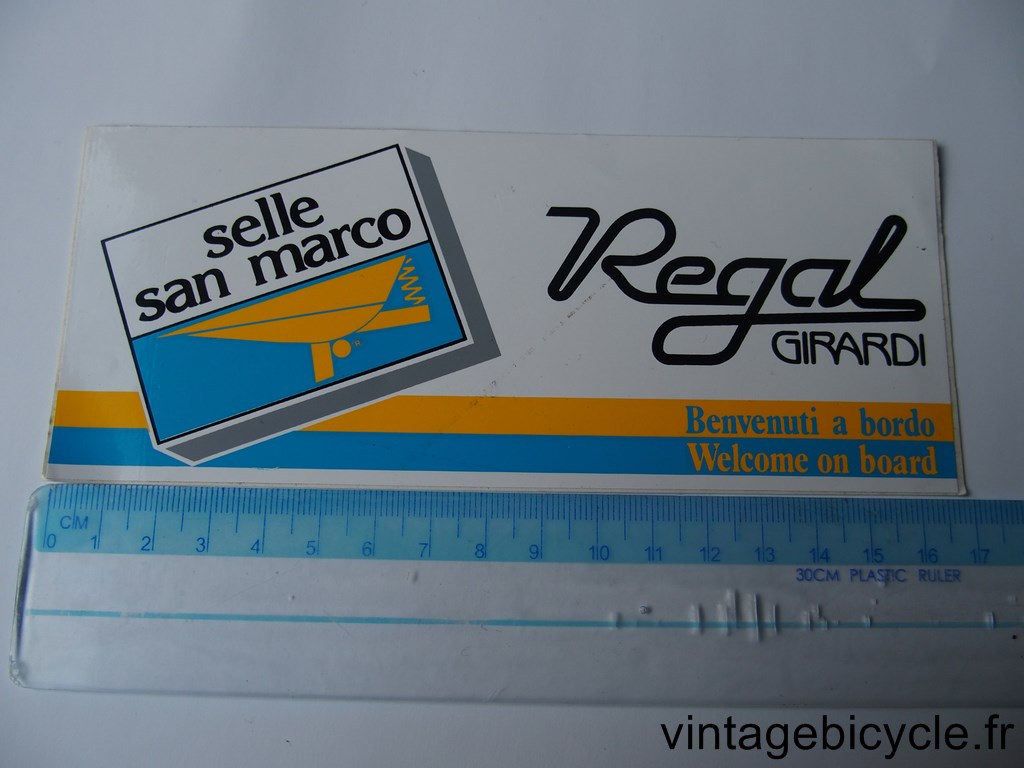 selle
san marco
Regal
GIRARDI
Benvenuti a bordo
Welcome on board
CM
0 1 2 3 4 5 6 7 8 9 10 11 12 13 14 15 16 17
30CM PLASTIC RULER
vintagebicycle.fr